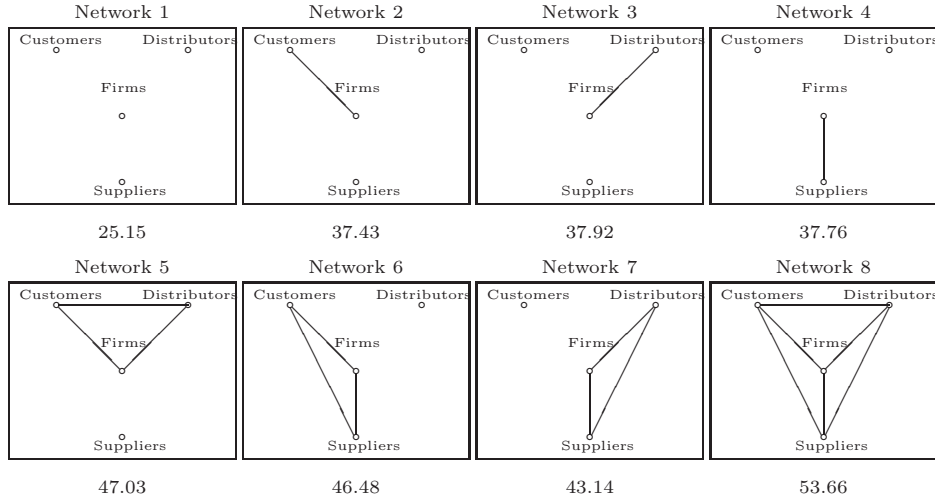 Network 1 Network 2 Network 3 Network 4
Customers Distributors Customers Distributors Customers Distributors Customers Distributors
Firms Firms Firms Firms
Suppliers Suppliers Suppliers Suppliers
25.15 37.43 37.92 37.76
Network 5 Network 6 Network 7 Network 8
Customers Distributors Customers Distributors Customers Distributors Customers Distributors
Firms Firms Firms Firms
Suppliers Suppliers Suppliers Suppliers
47.03 46.48 43.14 53.66